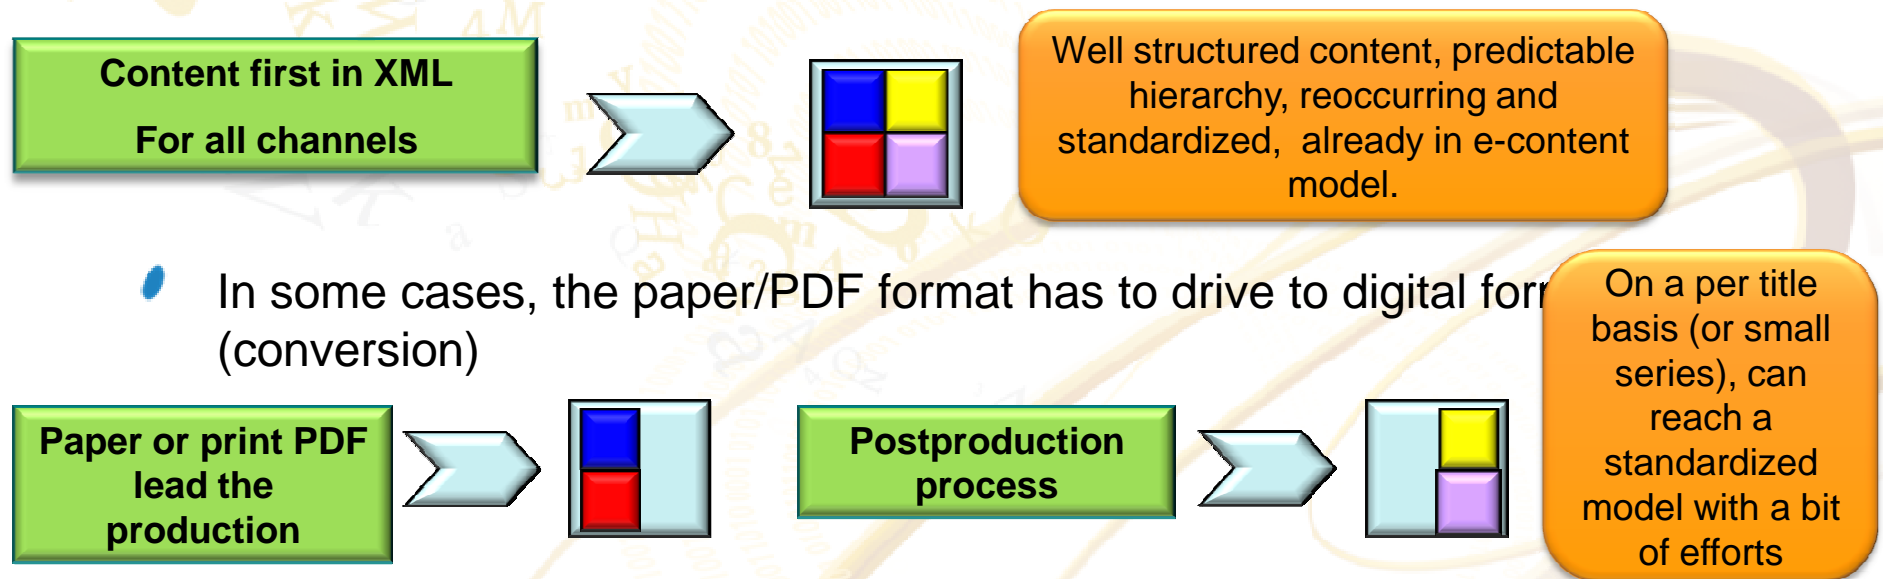 Content first in XML
For all channels
Well structured content, predictable
hierarchy, reoccurring and
standardized, already in e-content
model.
In some cases, the paper/PDF format has to drive to digital
(conversion)
On a per title
basis (or small
series), can
reach a
standardized
model with a bit
of efforts
Paper or print PDF
lead the
production
Postproduction
process